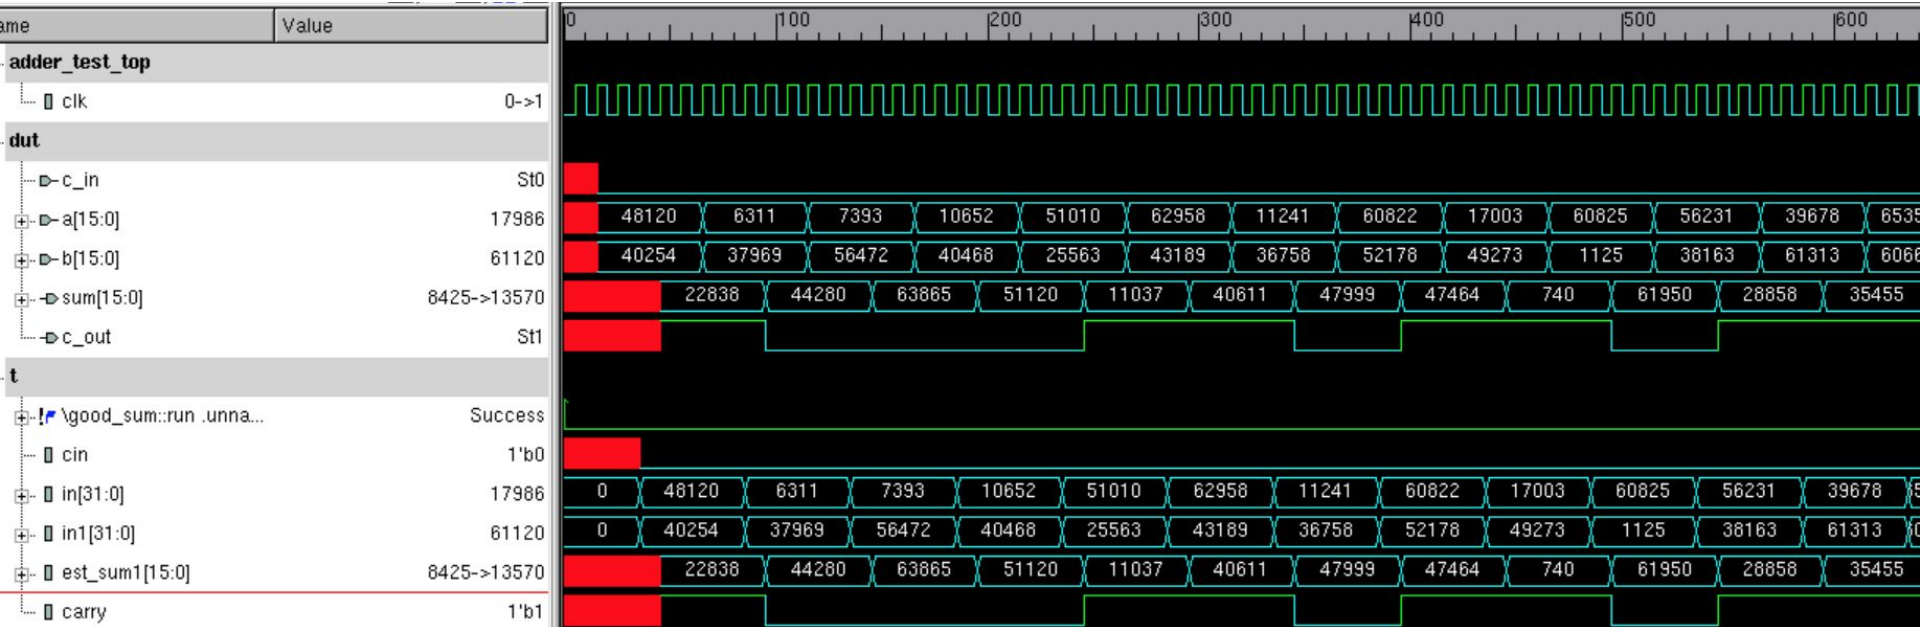 ame Value 0 100 200 300 400 500 600
adder_test_top
clk 0->1
dut
c_in St0
a[15:0] 17986 48120 6311 7393 10652 51010 62958 11241 60822 17003 60825 56231 39678 6535
b[15:0] 61120 40254 37969 56472 40468 25563 43189 36758 52178 49273 1125 38163 61313 6066
sum[15:0] 8425->13570 22838 44280 63865 51120 11037 40611 47999 47464 740 61950 28858 35455
c_out St1
t
\good_sum::run .unna... Success
cin 1'b0
in[31:0] 17986 0 48120 6311 7393 10652 51010 62958 11241 60822 17003 60825 56231 39678
in1[31:0] 61120 0 40254 37969 56472 40468 25563 43189 36758 52178 49273 1125 38163 61313
est_sum1[15:0] 8425->13570 22838 44280 63865 51120 11037 40611 47999 47464 740 61950 28858 35455
carry 1'b1